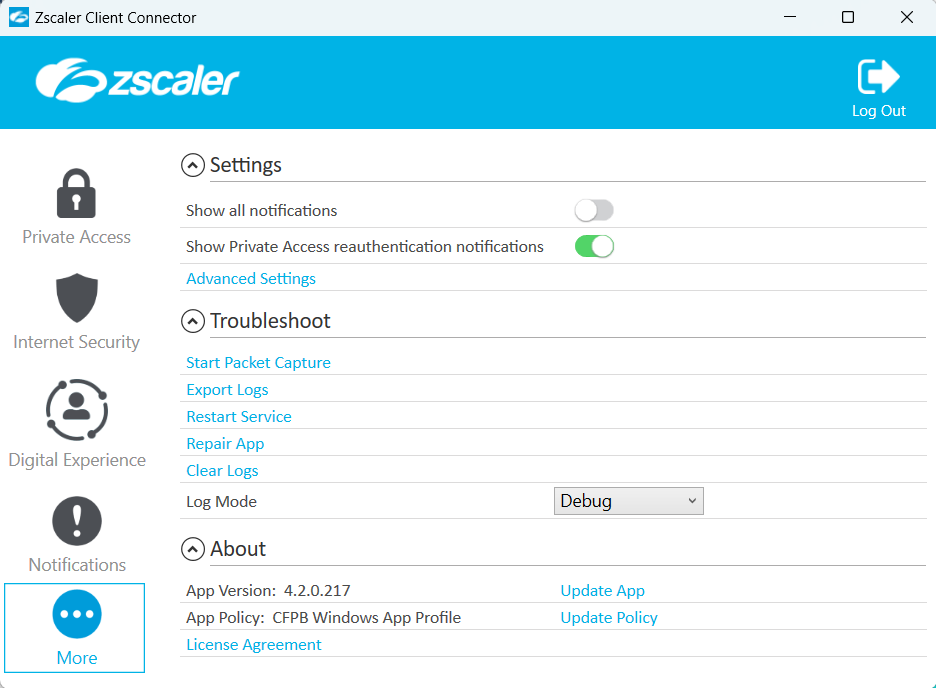 Zscaler Client Connector
zscaler
Log Out
Private Access
Internet Security
Digital Experience
Notifications
More
Settings
Show all notifications
Show Private Access reauthentication notifications
Advanced Settings
Troubleshoot
Start Packet Capture
Export Logs
Restart Service
Repair App
Clear Logs
Log Mode Debug
About
App Version: 4.2.0.217 Update App
App Policy: CFPB Windows App Profile Update Policy
License Agreement